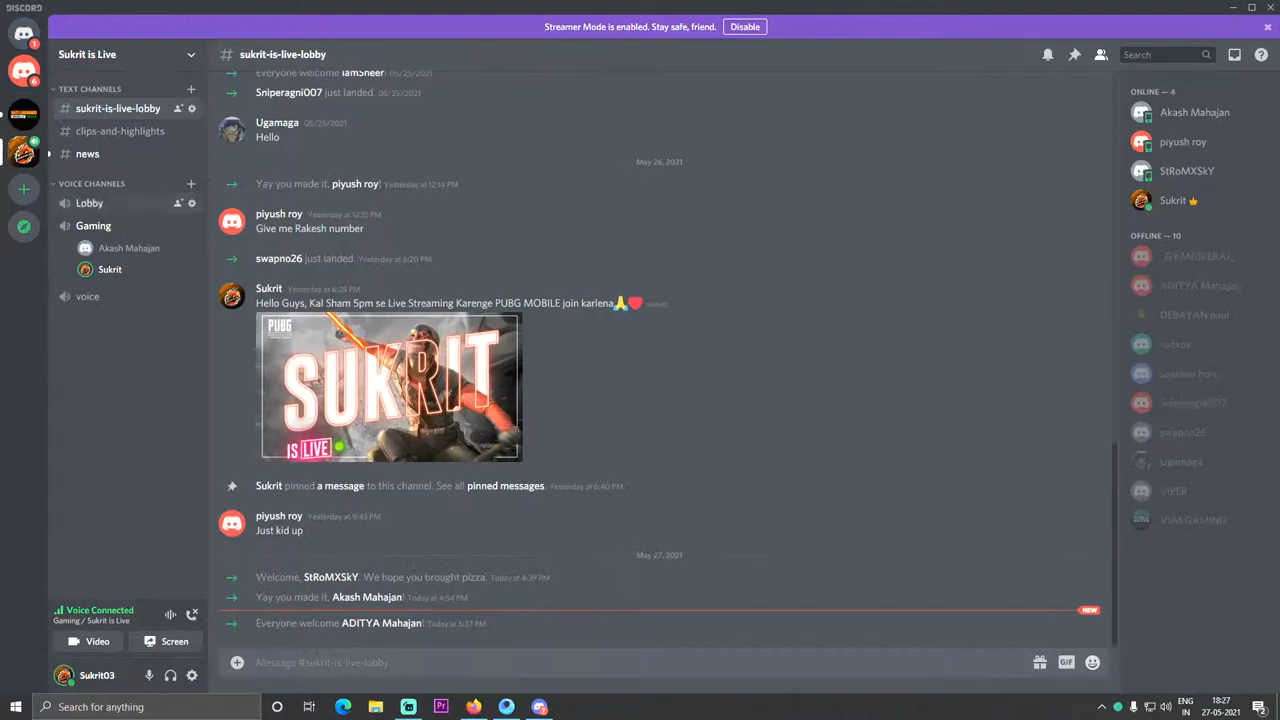 DISCORD
Streamer Mode is enabled. Stay safe, friend.
Disable
1
6
Sukrit is Live
TEXT CHANNELS
sukrit-is-live-lobby
clips-and-highlights
news
VOICE CHANNELS
Lobby
Gaming
Akash Mahajan
Sukrit
voice
Voice Connected
Gaming / Sukrit is Live
Video
Screen
Sukrit03
# sukrit-is-live-lobby
Search
Everyone welcome IamSheer! 05/25/2021
Sniperagni007 just landed. 05/25/2021
Ugamaga 05/25/2021
Hello
May 26, 2021
Yay you made it, piyush roy! Yesterday at 12:14 PM
piyush roy Yesterday at 12:15 PM
Give me Rakesh number
swapno26 just landed. Yesterday at 6:20 PM
Sukrit Yesterday at 6:26 PM
Hello Guys, Kal Sham 5pm se Live Streaming Karenge PUBG MOBILE join karlena🙏❤️ (edited)
PUBG
SUKRIT
IS LIVE
Sukrit pinned a message to this channel. See all pinned messages. Yesterday at 6:40 PM
piyush roy Yesterday at 9:43 PM
Just kid up
May 27, 2021
Welcome, StRoMXSkY. We hope you brought pizza. Today at 4:39 PM
Yay you made it, Akash Mahajan! Today at 4:54 PM
NEW
Everyone welcome ADITYA Mahajan! Today at 5:37 PM
Message #sukrit-is-live-lobby
GIF
ONLINE — 4
Akash Mahajan
piyush roy
StRoMXSkY
Sukrit
OFFLINE — 10
_GYANBEERAJ_
ADITYA Mahajan
DEBAYAN paul
swapno26
Ugamaga
VIPER
VSM GAMING
Search for anything
Pr
ENG
IN
18:27
27-05-2021
2